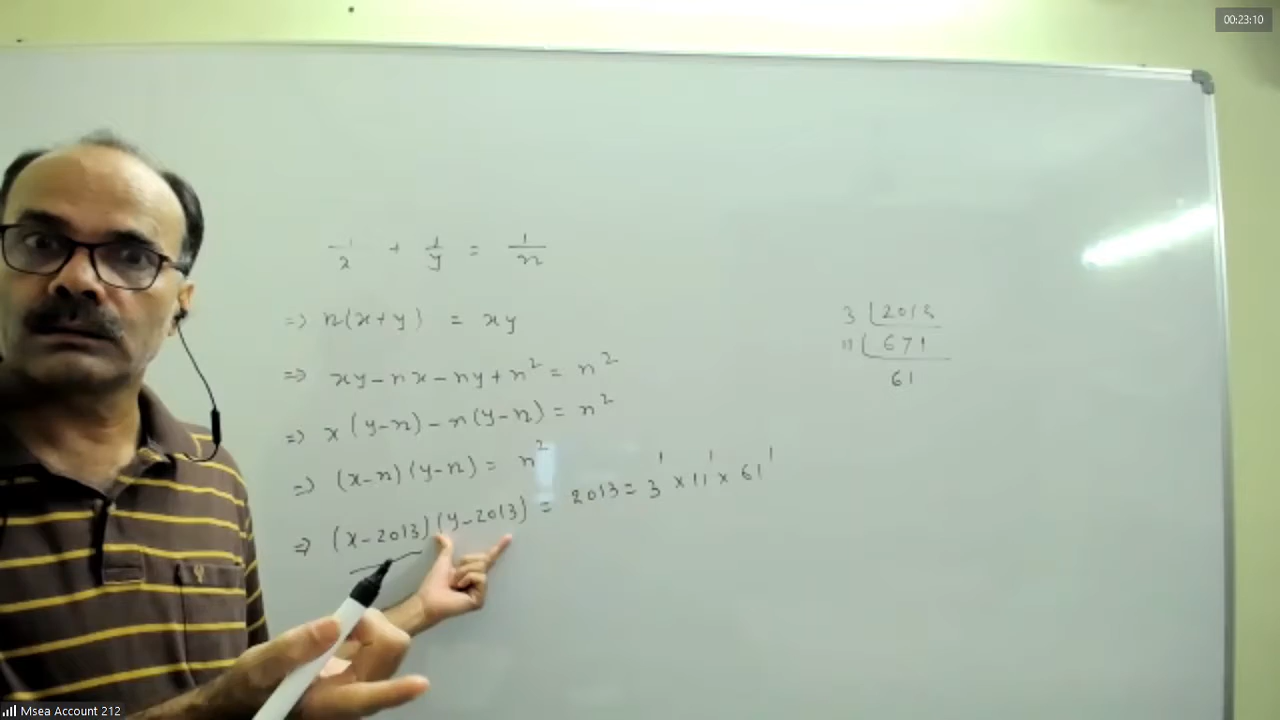 00:23:10
1/x + 1/y = 1/n
⇒ n(x+y) = xy
⇒ xy-nx-ny+n² = n²
⇒ x(y-n)-n(y-n) = n²
⇒ (x-n)(y-n) = n²
⇒ (x-2013)(y-2013) = 2013 = 3¹ × 11¹ × 61¹
3 2013
11 671
61
Msea Account 212